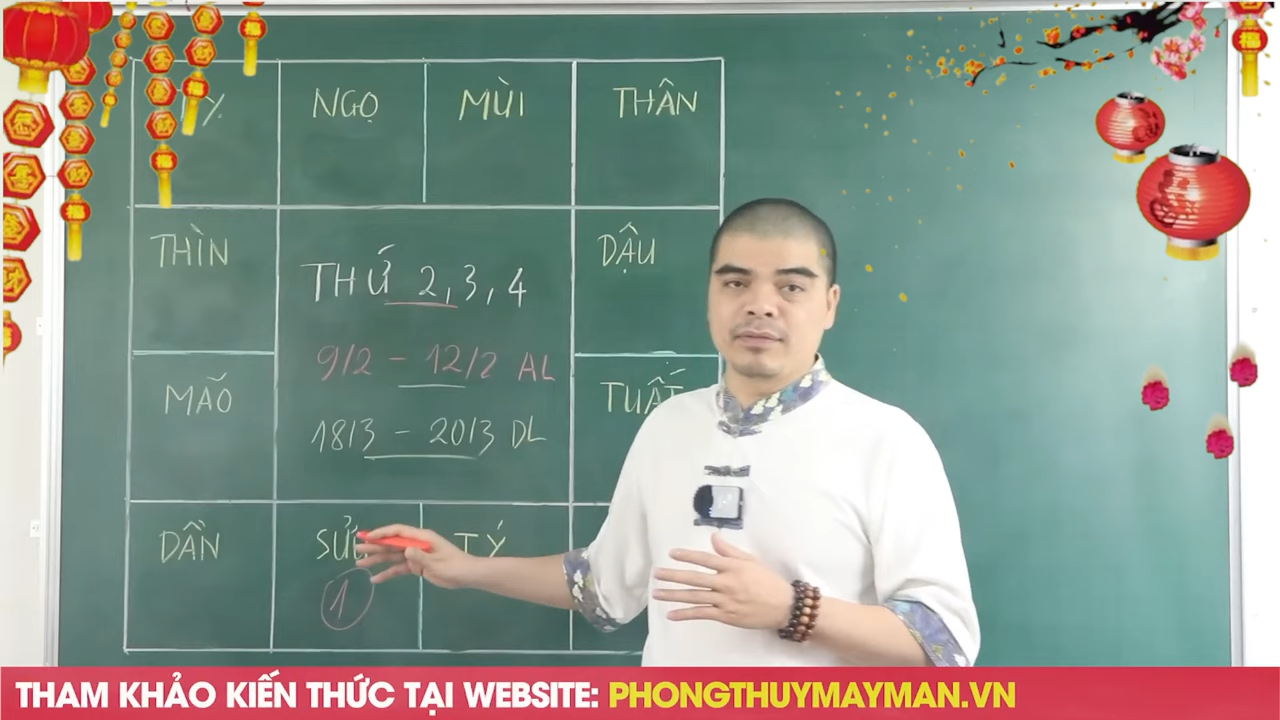 NGỌ
MÙI
THÂN
THÌN
DẬU
THỨ 2,3,4
9/2 - 12/2 AL
MÃO
TUẤT
18/3 - 20/3 DL
DẦN
SỬU
TÝ
1
THAM KHẢO KIẾN THỨC TẠI WEBSITE: PHONGTHUYMAYMAN.VN